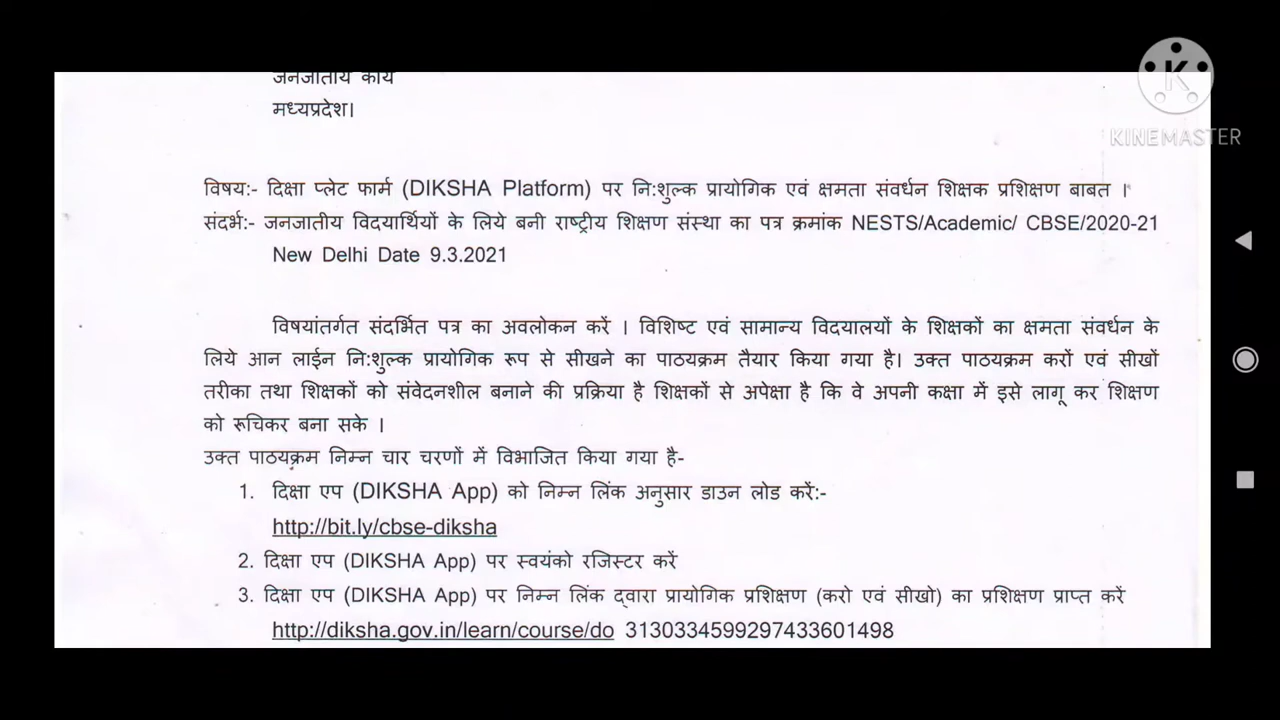 जनजातीय कार्य
मध्यप्रदेश।
KINEMASTER
विषय:- दिक्षा प्लेट फार्म (DIKSHA Platform) पर नि:शुल्क प्रायोगिक एवं क्षमता संवर्धन शिक्षक प्रशिक्षण बाबत ।
संदर्भ:- जनजातीय विदयार्थियों के लिये बनी राष्ट्रीय शिक्षण संस्था का पत्र क्रमांक NESTS/Academic/ CBSE/2020-21
New Delhi Date 9.3.2021
विषयांतर्गत संदर्भित पत्र का अवलोकन करें । विशिष्ट एवं सामान्य विदयालयों के शिक्षकों का क्षमता संवर्धन के
लिये आन लाईन नि:शुल्क प्रायोगिक रूप से सीखने का पाठयक्रम तैयार किया गया है। उक्त पाठयक्रम करों एवं सीखों
तरीका तथा शिक्षकों को संवेदनशील बनाने की प्रक्रिया है शिक्षकों से अपेक्षा है कि वे अपनी कक्षा में इसे लागू कर शिक्षण
को रूचिकर बना सके ।
उक्त पाठयक्रम निम्न चार चरणों में विभाजित किया गया है-
1. दिक्षा एप (DIKSHA App) को निम्न लिंक अनुसार डाउन लोड करें:-
http://bit.ly/cbse-diksha
2. दिक्षा एप (DIKSHA App) पर स्वयंको रजिस्टर करें
3. दिक्षा एप (DIKSHA App) पर निम्न लिंक द्वारा प्रायोगिक प्रशिक्षण (करो एवं सीखो) का प्रशिक्षण प्राप्त करें
http://diksha.gov.in/learn/course/do 3130334599297433601498